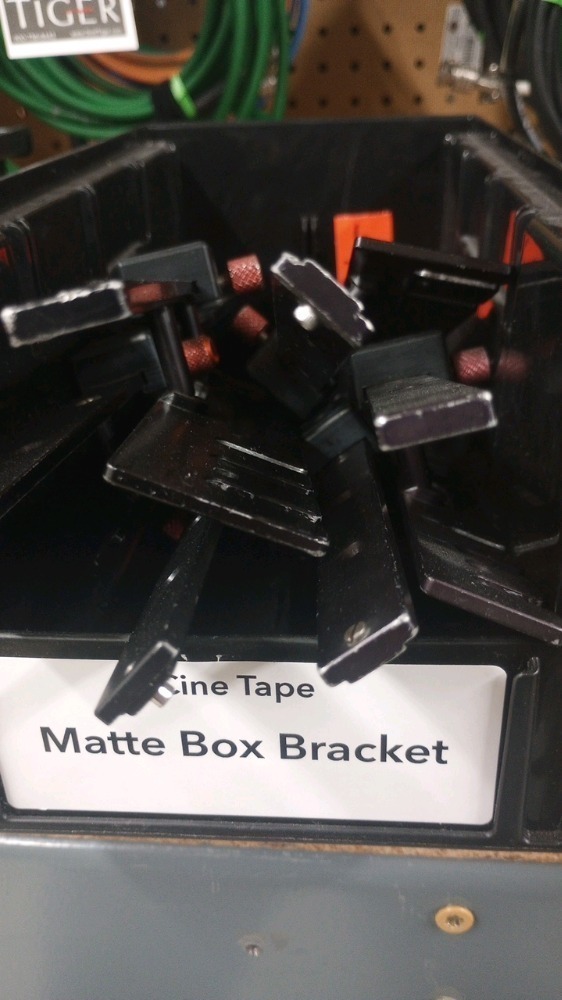 TIGER
Cine Tape
Matte Box Bracket